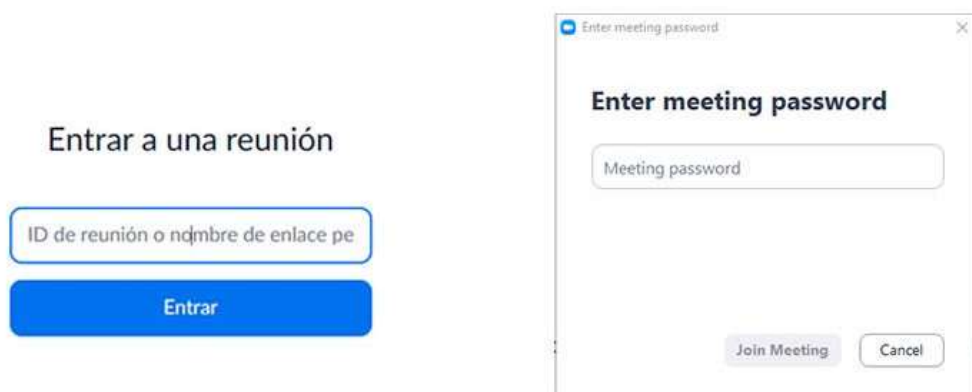 Entrar a una reunión
ID de reunión o nombre de enlace pe
Entrar
Enter meeting password
Enter meeting password
Meeting password
Join Meeting
Cancel